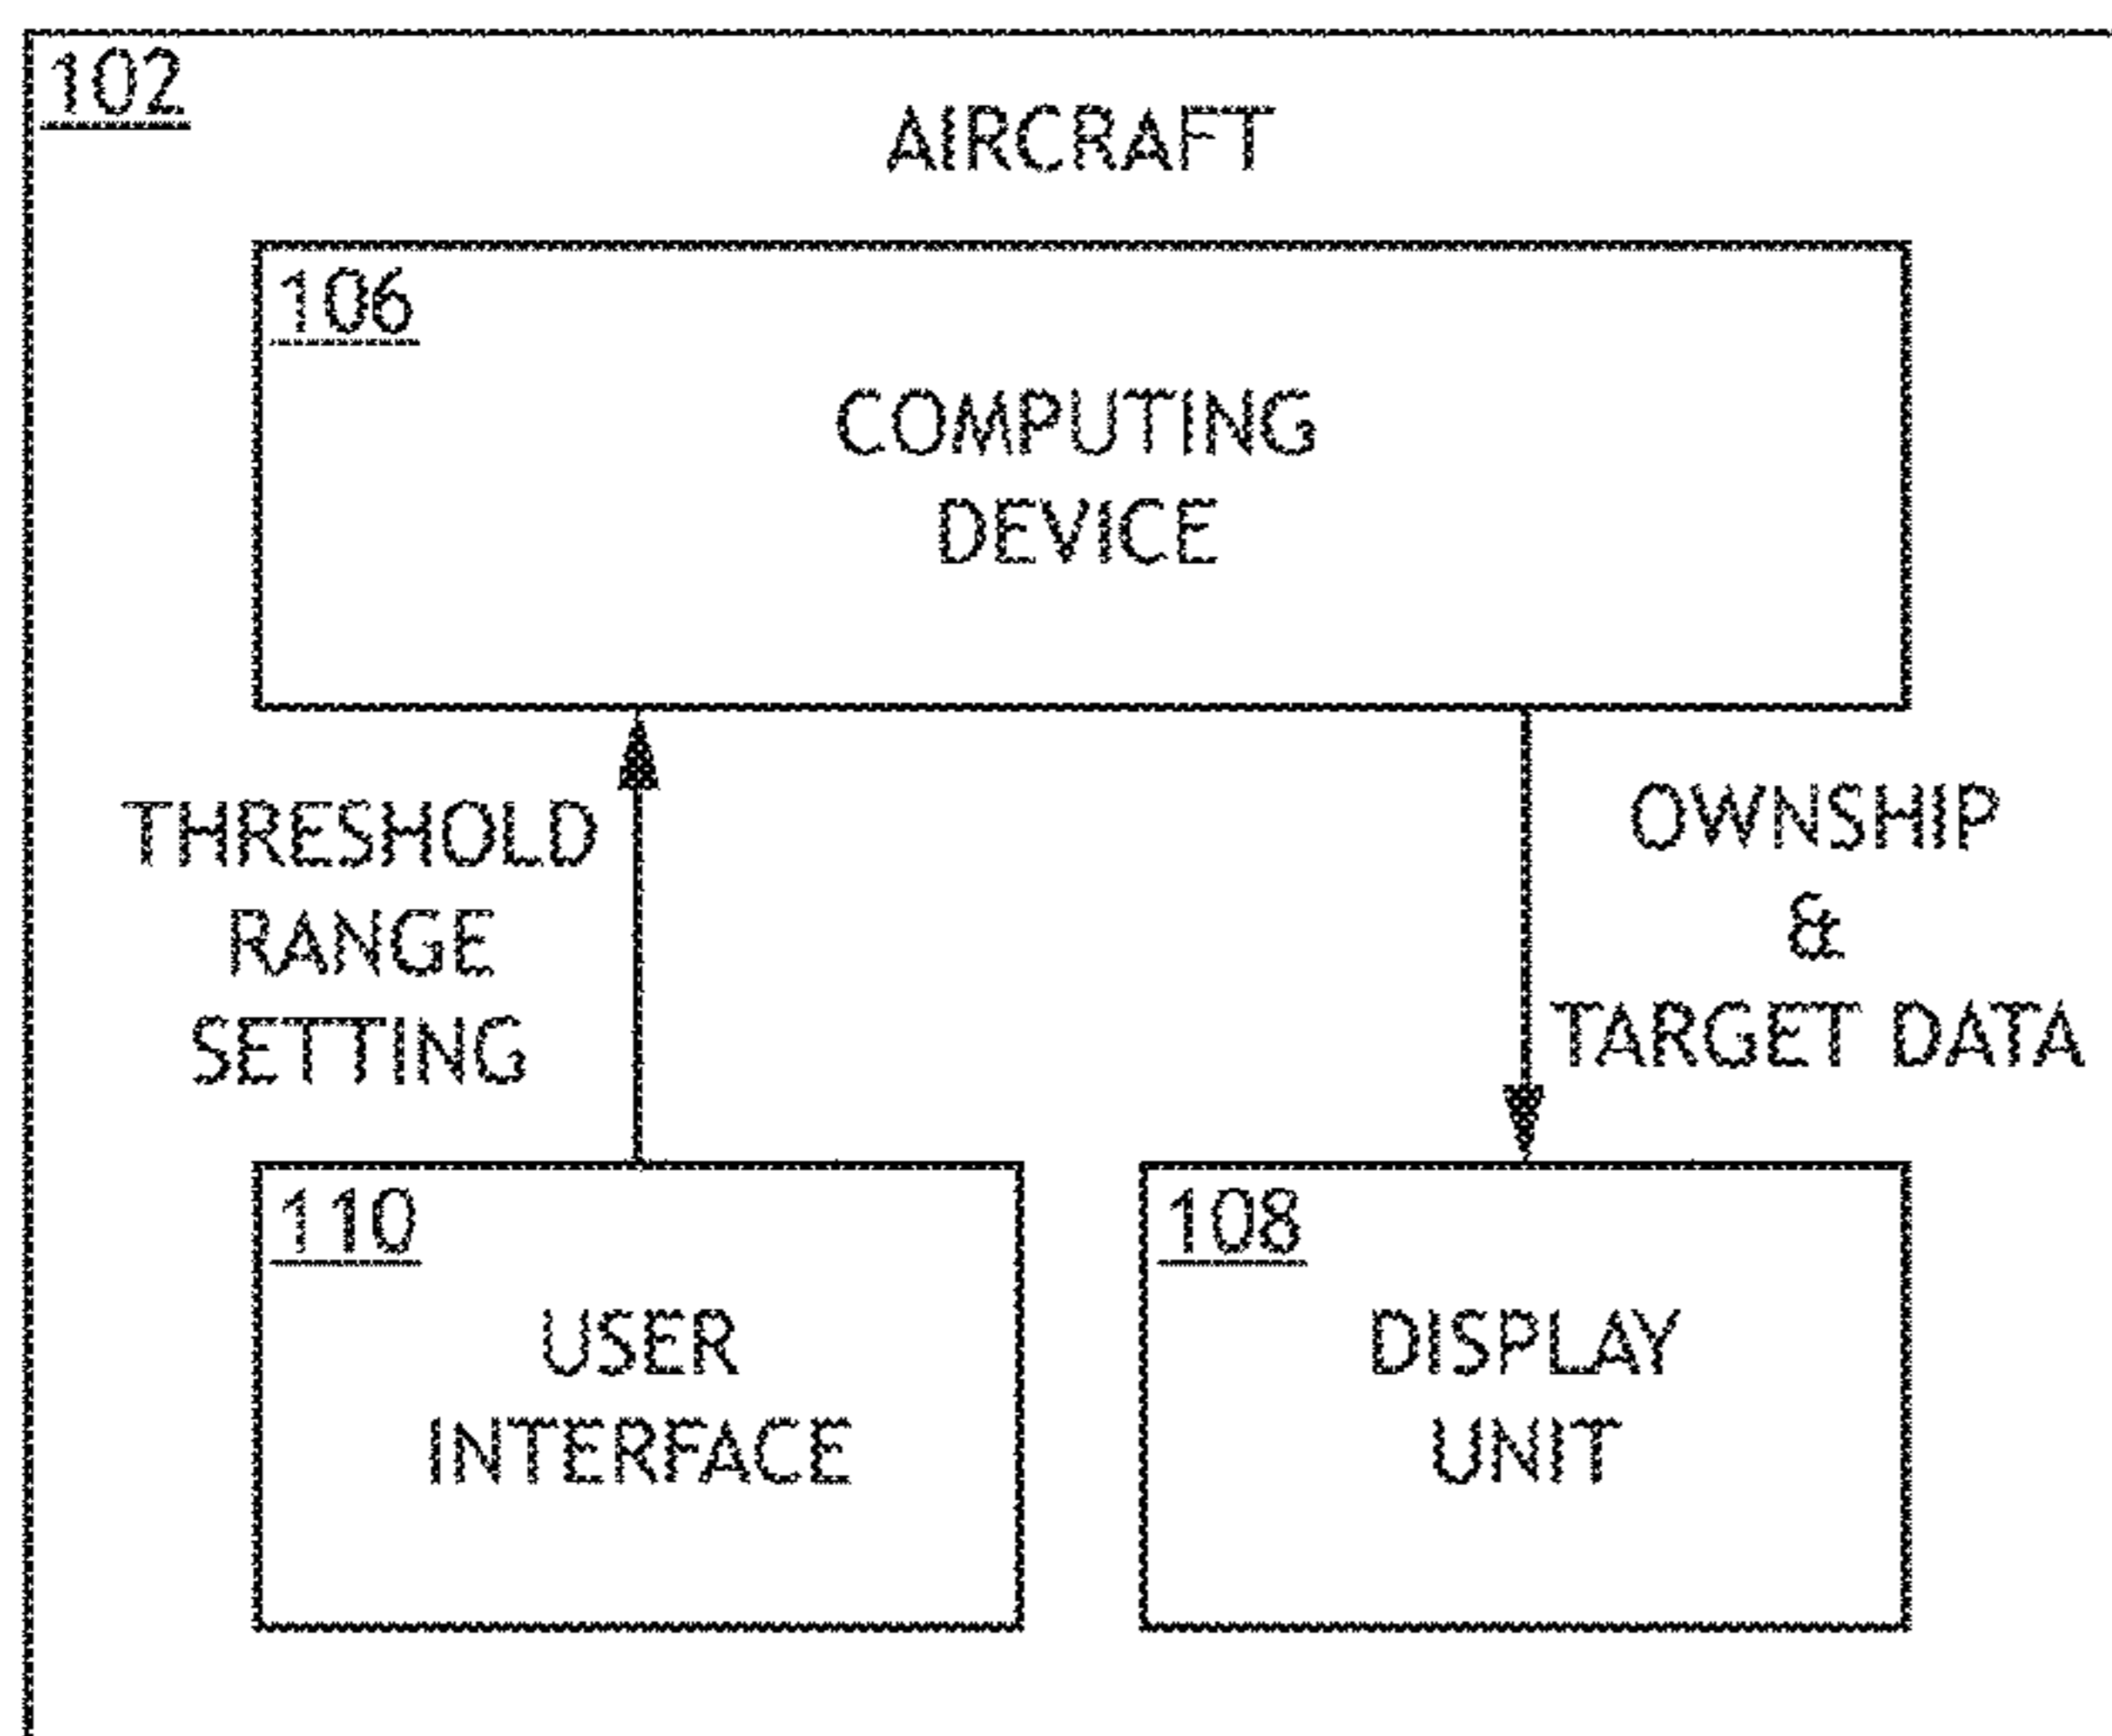 102
AIRCRAFT
106
COMPUTING
DEVICE
THRESHOLD
RANGE
SETTING
OWNSHIP
&
TARGET DATA
110
USER
INTERFACE
108
DISPLAY
UNIT